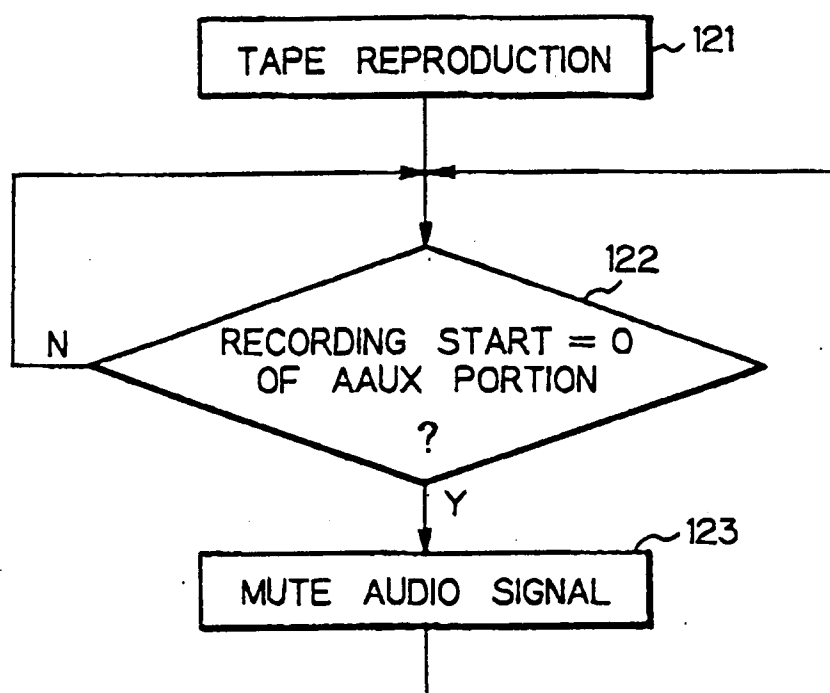 TAPE REPRODUCTION
121
122
N
RECORDING START = 0
OF AAUX PORTION
?
Y
123
MUTE AUDIO SIGNAL